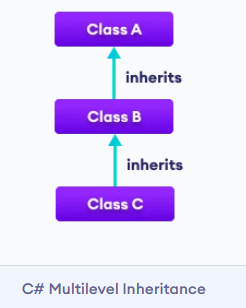 Class A
inherits
Class B
inherits
Class C
C# Multilevel Inheritance